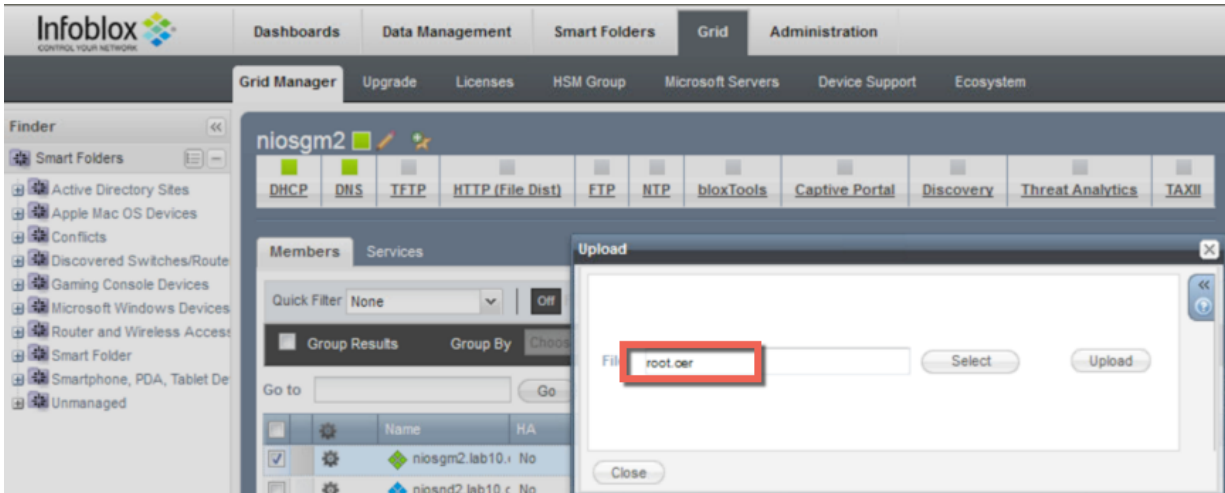 Infoblox
CONTROL YOUR NETWORK
Dashboards Data Management Smart Folders Grid Administration
Grid Manager Upgrade Licenses HSM Group Microsoft Servers Device Support Ecosystem
Finder
Smart Folders
Active Directory Sites
Apple Mac OS Devices
Conflicts
Discovered Switches/Route
Gaming Console Devices
Microsoft Windows Devices
Router and Wireless Access
Smart Folder
Smartphone, PDA, Tablet De
Unmanaged
niosgm2
DHCP DNS TFTP HTTP (File Dist) FTP NTP bloxTools Captive Portal Discovery Threat Analytics TAXII
Members Services
Quick Filter None Off
Group Results Group By Choos
Go to Go
Name HA
niosgm2.lab10.c No
niosnd2.lab10.c No
Upload
Fil root.cer Select Upload
Close